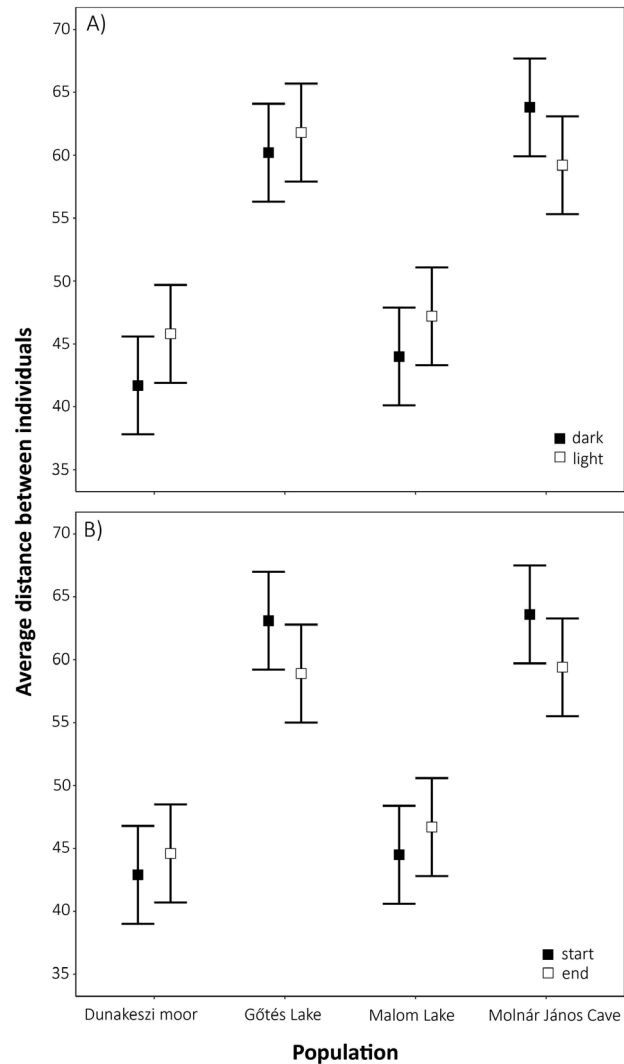 A)
70
65
60
55
50
45
40
35
dark
light
Average distance between individuals
B)
70
65
60
55
50
45
40
35
start
end
Dunakeszi moor Gőtés Lake Malom Lake Molnár János Cave
Population